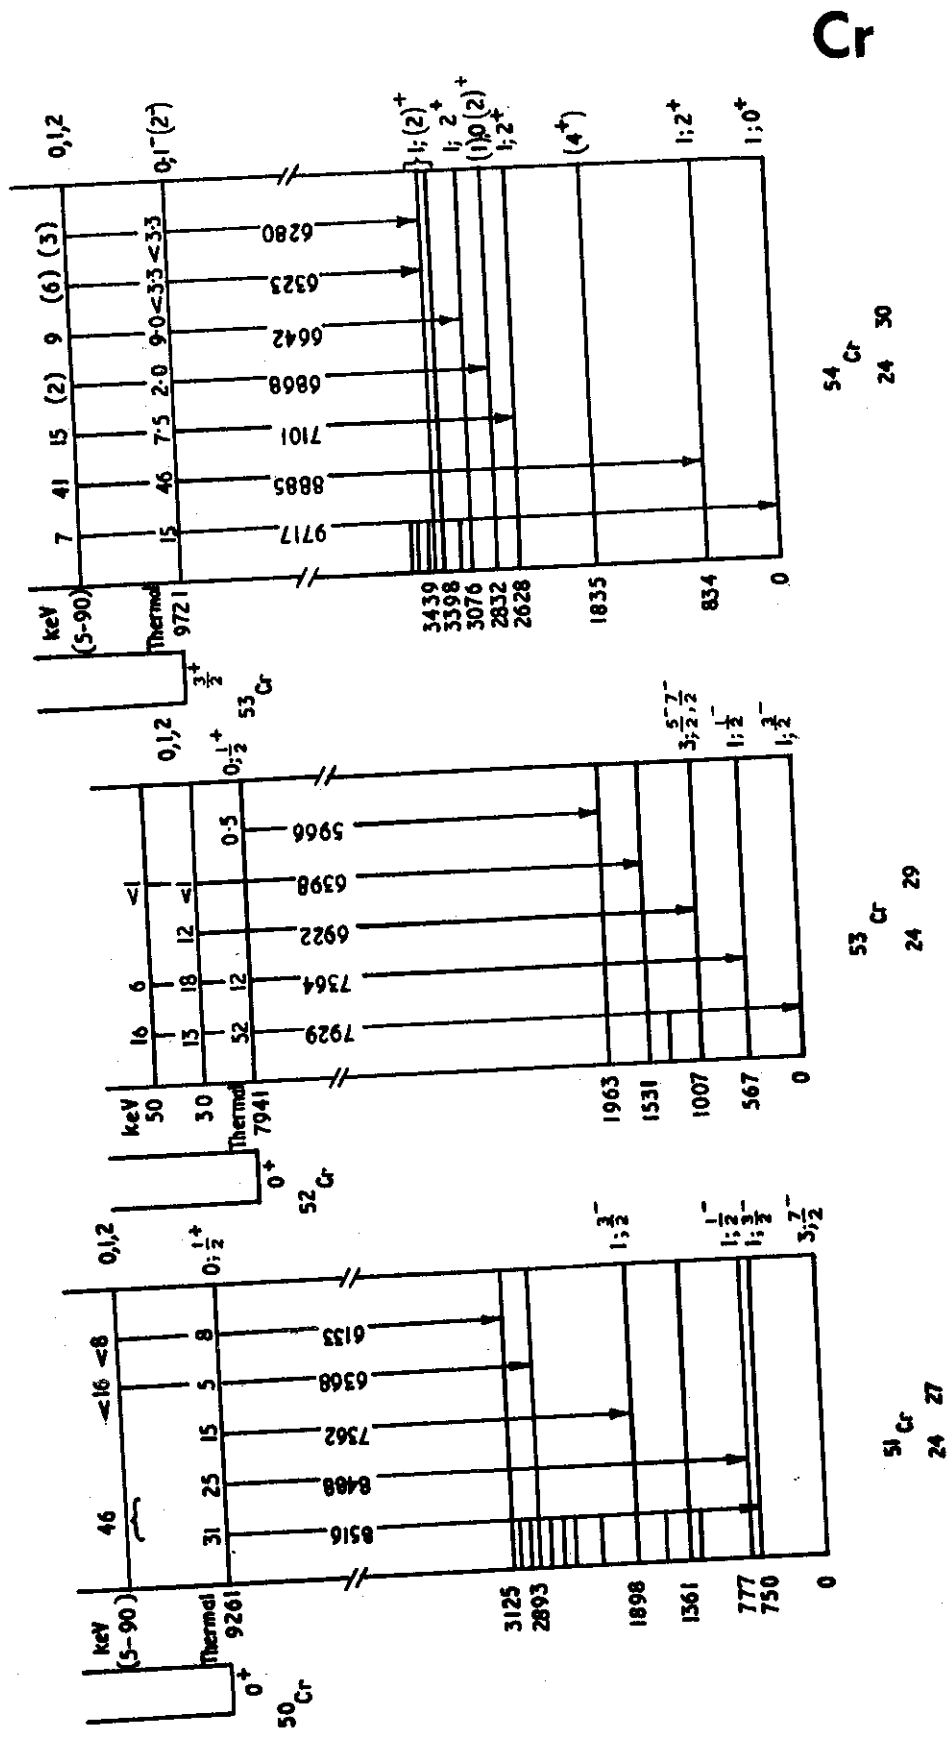 Cr
keV (5-90) 7 41 15 (2) 9 (6) (3) 0,1,2
Thermal 9721 15 46 7·5 2·0 9·0 <3·3 <3·3 0;1⁻(2⁻)
9717 8885 7101 6868 6642 6323 6280
3439 1;(2)⁺
3398 1; 2⁺
3076 (1),0(2)⁺
2832 1;2⁺
2628
1835 (4⁺)
834 1;2⁺
0 1;0⁺
3/2⁺
53Cr
54 Cr
24 30
keV 0,1,2
50 16 6 <1
30 13 18 12 <1
Thermal 7941 52 12 0·5 0;1/2⁺
7929 7364 6922 6398 5966
1963
1531
1007 3;5/2⁻,7/2⁻
567 1;1/2⁻
0 1;3/2⁻
0⁺
52Cr
53 Cr
24 29
keV (5-90) 46 <16 <8 0,1,2
Thermal 9261 31 25 15 5 8 0;1/2⁺
8516 8488 7362 6368 6133
3125
2893
1898 1;3/2⁻
1361
777 1;1/2⁻
750 1;3/2⁻
0 3;7/2⁻
0⁺
50Cr
51 Cr
24 27